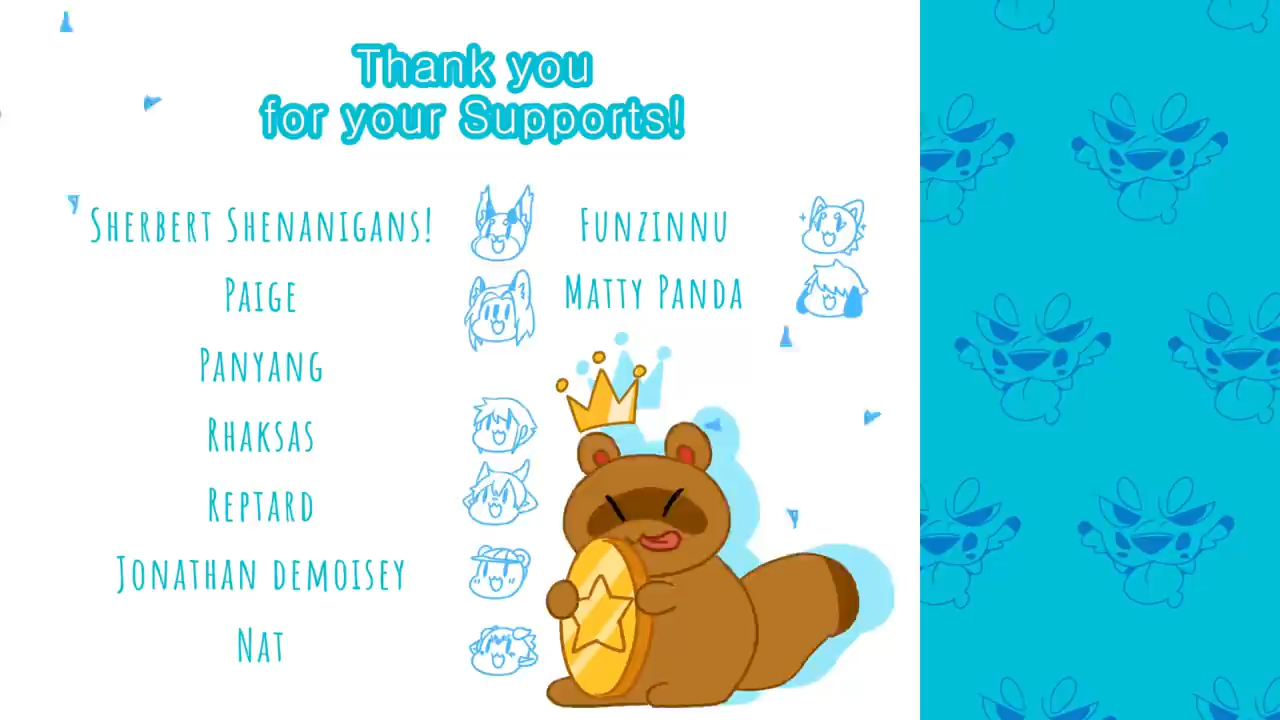 Thank you
for your Supports!
Sherbert Shenanigans!
Paige
Panyang
Rhaksas
Reptard
Jonathan demoisey
Nat
Funzinnu
Matty Panda